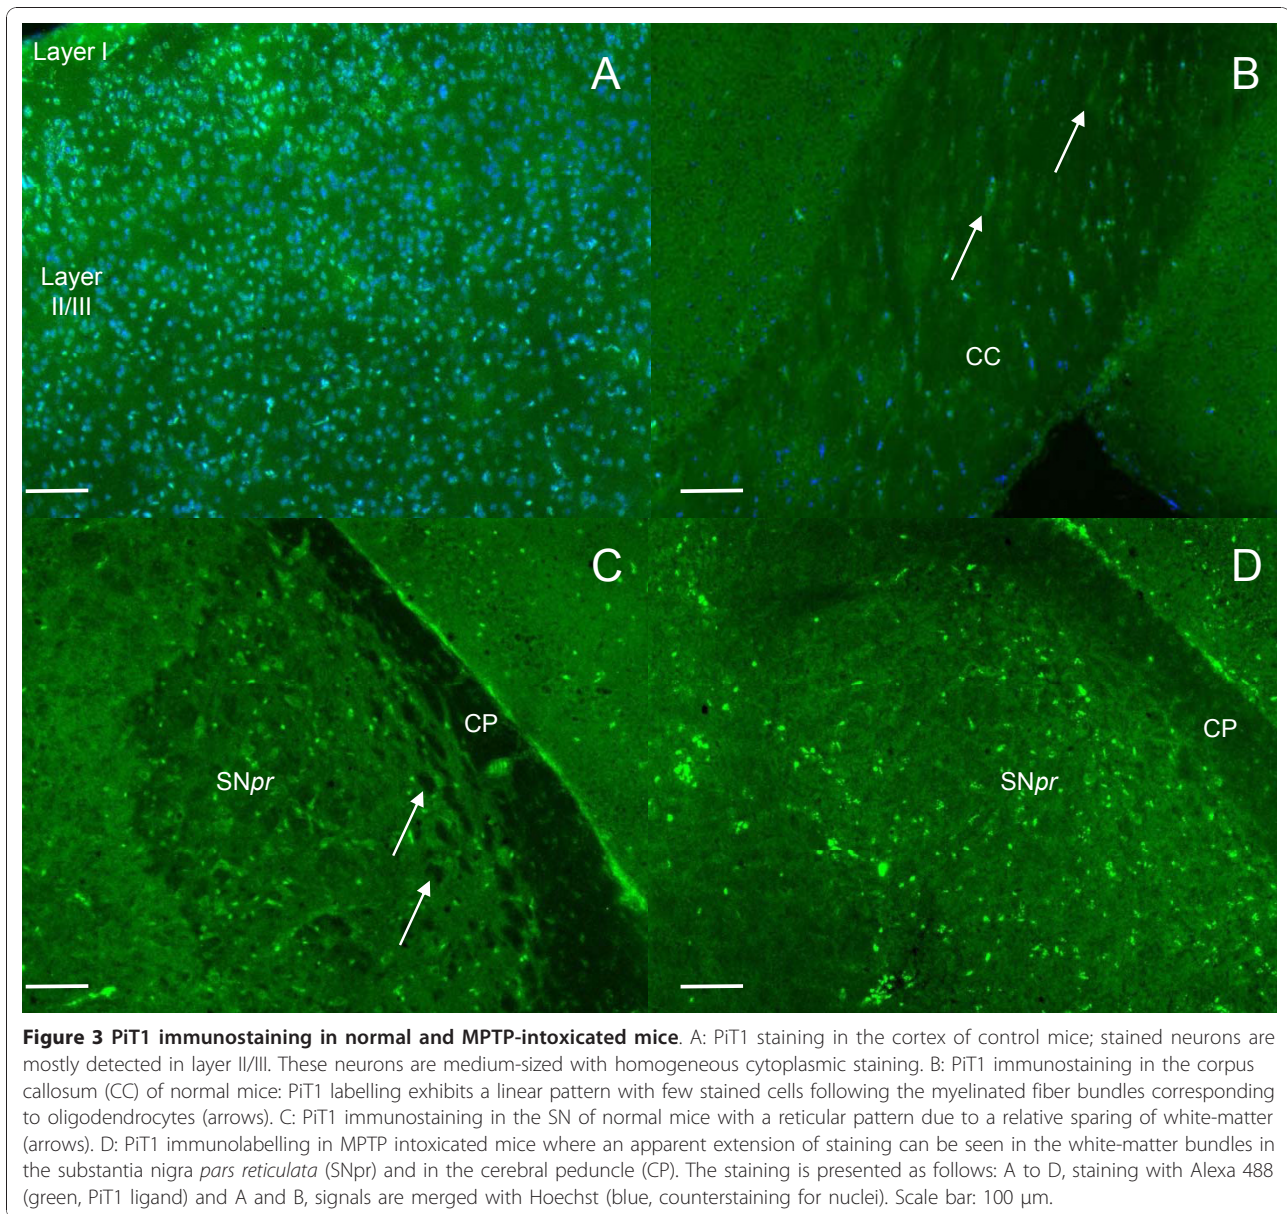 Layer I
A
Layer
II/III
B
CC
C
CP
SNpr
D
CP
SNpr
Figure 3 PiT1 immunostaining in normal and MPTP-intoxicated mice. A: PiT1 staining in the cortex of control mice; stained neurons are
mostly detected in layer II/III. These neurons are medium-sized with homogeneous cytoplasmic staining. B: PiT1 immunostaining in the corpus
callosum (CC) of normal mice: PiT1 labelling exhibits a linear pattern with few stained cells following the myelinated fiber bundles corresponding
to oligodendrocytes (arrows). C: PiT1 immunostaining in the SN of normal mice with a reticular pattern due to a relative sparing of white-matter
(arrows). D: PiT1 immunolabelling in MPTP intoxicated mice where an apparent extension of staining can be seen in the white-matter bundles in
the substantia nigra pars reticulata (SNpr) and in the cerebral peduncle (CP). The staining is presented as follows: A to D, staining with Alexa 488
(green, PiT1 ligand) and A and B, signals are merged with Hoechst (blue, counterstaining for nuclei). Scale bar: 100 μm.